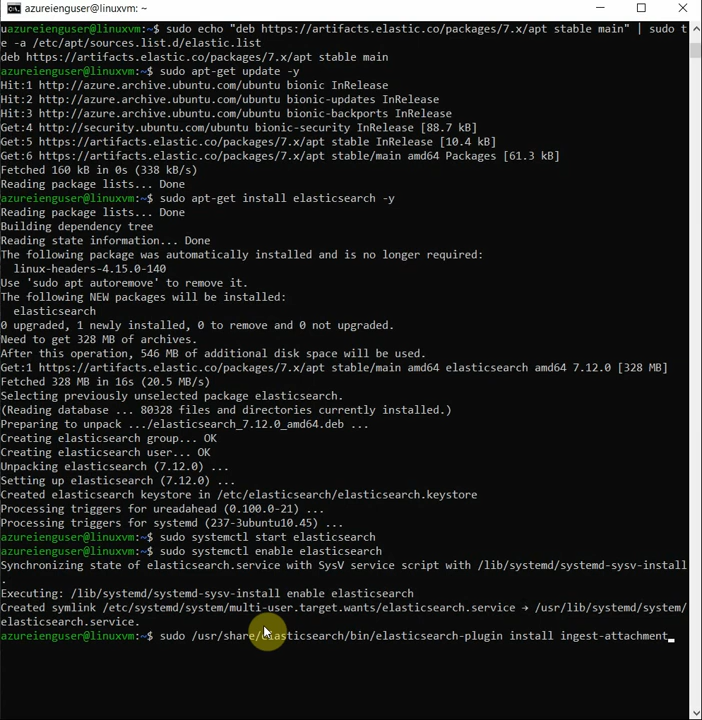 azureienguser@linuxvm: ~
uazureienguser@linuxvm:~$ sudo echo "deb https://artifacts.elastic.co/packages/7.x/apt stable main" | sudo t
e -a /etc/apt/sources.list.d/elastic.list
deb https://artifacts.elastic.co/packages/7.x/apt stable main
azureienguser@linuxvm:~$ sudo apt-get update -y
Hit:1 http://azure.archive.ubuntu.com/ubuntu bionic InRelease
Hit:2 http://azure.archive.ubuntu.com/ubuntu bionic-updates InRelease
Hit:3 http://azure.archive.ubuntu.com/ubuntu bionic-backports InRelease
Get:4 http://security.ubuntu.com/ubuntu bionic-security InRelease [88.7 kB]
Get:5 https://artifacts.elastic.co/packages/7.x/apt stable InRelease [10.4 kB]
Get:6 https://artifacts.elastic.co/packages/7.x/apt stable/main amd64 Packages [61.3 kB]
Fetched 160 kB in 0s (338 kB/s)
Reading package lists... Done
azureienguser@linuxvm:~$ sudo apt-get install elasticsearch -y
Reading package lists... Done
Building dependency tree
Reading state information... Done
The following package was automatically installed and is no longer required:
linux-headers-4.15.0-140
Use 'sudo apt autoremove' to remove it.
The following NEW packages will be installed:
elasticsearch
0 upgraded, 1 newly installed, 0 to remove and 0 not upgraded.
Need to get 328 MB of archives.
After this operation, 546 MB of additional disk space will be used.
Get:1 https://artifacts.elastic.co/packages/7.x/apt stable/main amd64 elasticsearch amd64 7.12.0 [328 MB]
Fetched 328 MB in 16s (20.5 MB/s)
Selecting previously unselected package elasticsearch.
(Reading database ... 80328 files and directories currently installed.)
Preparing to unpack .../elasticsearch_7.12.0_amd64.deb ...
Creating elasticsearch group... OK
Creating elasticsearch user... OK
Unpacking elasticsearch (7.12.0) ...
Setting up elasticsearch (7.12.0) ...
Created elasticsearch keystore in /etc/elasticsearch/elasticsearch.keystore
Processing triggers for ureadahead (0.100.0-21) ...
Processing triggers for systemd (237-3ubuntu10.45) ...
azureienguser@linuxvm:~$ sudo systemctl start elasticsearch
azureienguser@linuxvm:~$ sudo systemctl enable elasticsearch
Synchronizing state of elasticsearch.service with SysV service script with /lib/systemd/systemd-sysv-install
.
Executing: /lib/systemd/systemd-sysv-install enable elasticsearch
Created symlink /etc/systemd/system/multi-user.target.wants/elasticsearch.service → /usr/lib/systemd/system/
elasticsearch.service.
azureienguser@linuxvm:~$ sudo /usr/share/elasticsearch/bin/elasticsearch-plugin install ingest-attachment